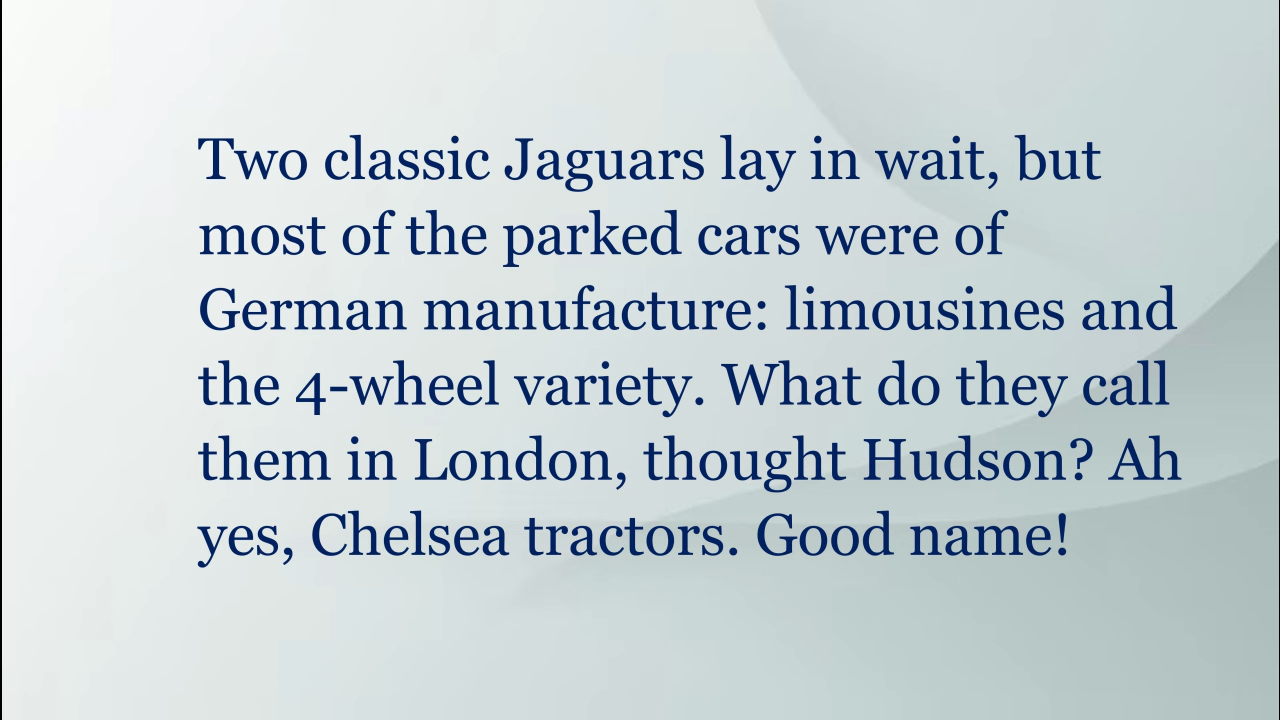 Two classic Jaguars lay in wait, but
most of the parked cars were of
German manufacture: limousines and
the 4-wheel variety. What do they call
them in London, thought Hudson? Ah
yes, Chelsea tractors. Good name!